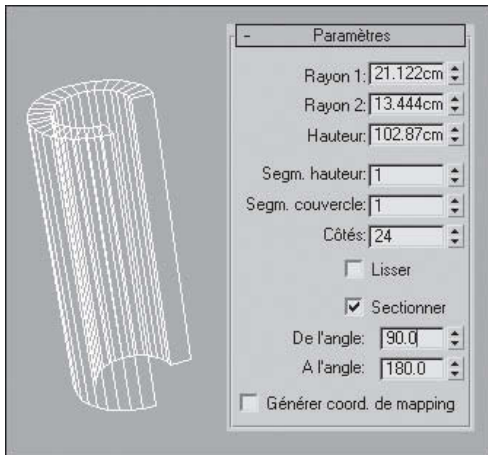 - Paramètres
Rayon 1: 21.122cm
Rayon 2: 13.444cm
Hauteur: 102.87cm
Segm. hauteur: 1
Segm. couvercle: 1
Côtés: 24
Lisser
Sectionner
De l'angle: 90.0
A l'angle: 180.0
Générer coord. de mapping